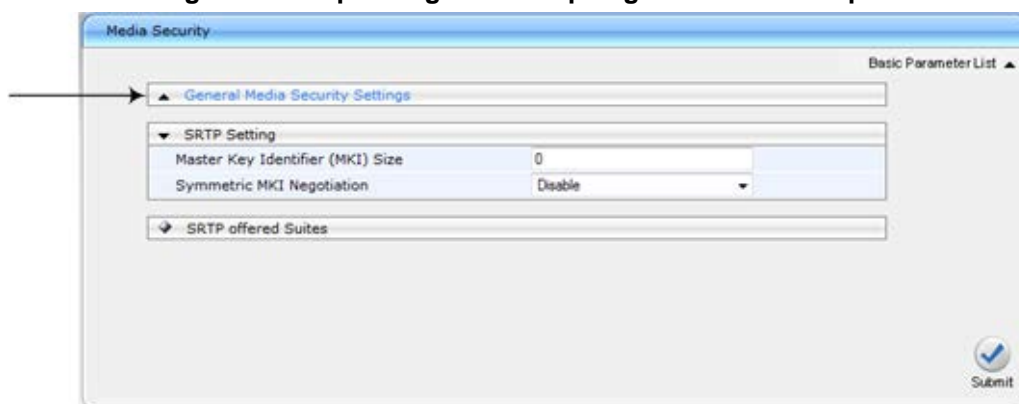 Media Security
Basic Parameter List
General Media Security Settings
SRTP Setting
Master Key Identifier (MKI) Size 0
Symmetric MKI Negotiation Disable
SRTP offered Suites
Submit